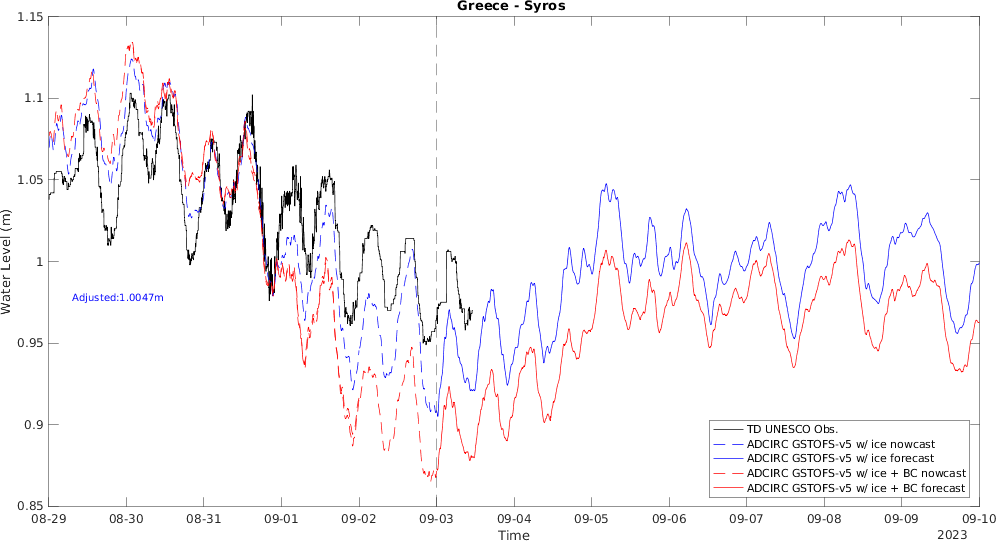 Greece - Syros
1.15
1.1
1.05
1
0.95
0.9
0.85
Water Level (m)
Adjusted:1.0047m
TD UNESCO Obs.
ADCIRC GSTOFS-v5 w/ ice nowcast
ADCIRC GSTOFS-v5 w/ ice forecast
ADCIRC GSTOFS-v5 w/ ice + BC nowcast
ADCIRC GSTOFS-v5 w/ ice + BC forecast
08-29 08-30 08-31 09-01 09-02 09-03 09-04 09-05 09-06 09-07 09-08 09-09 09-10
Time
2023